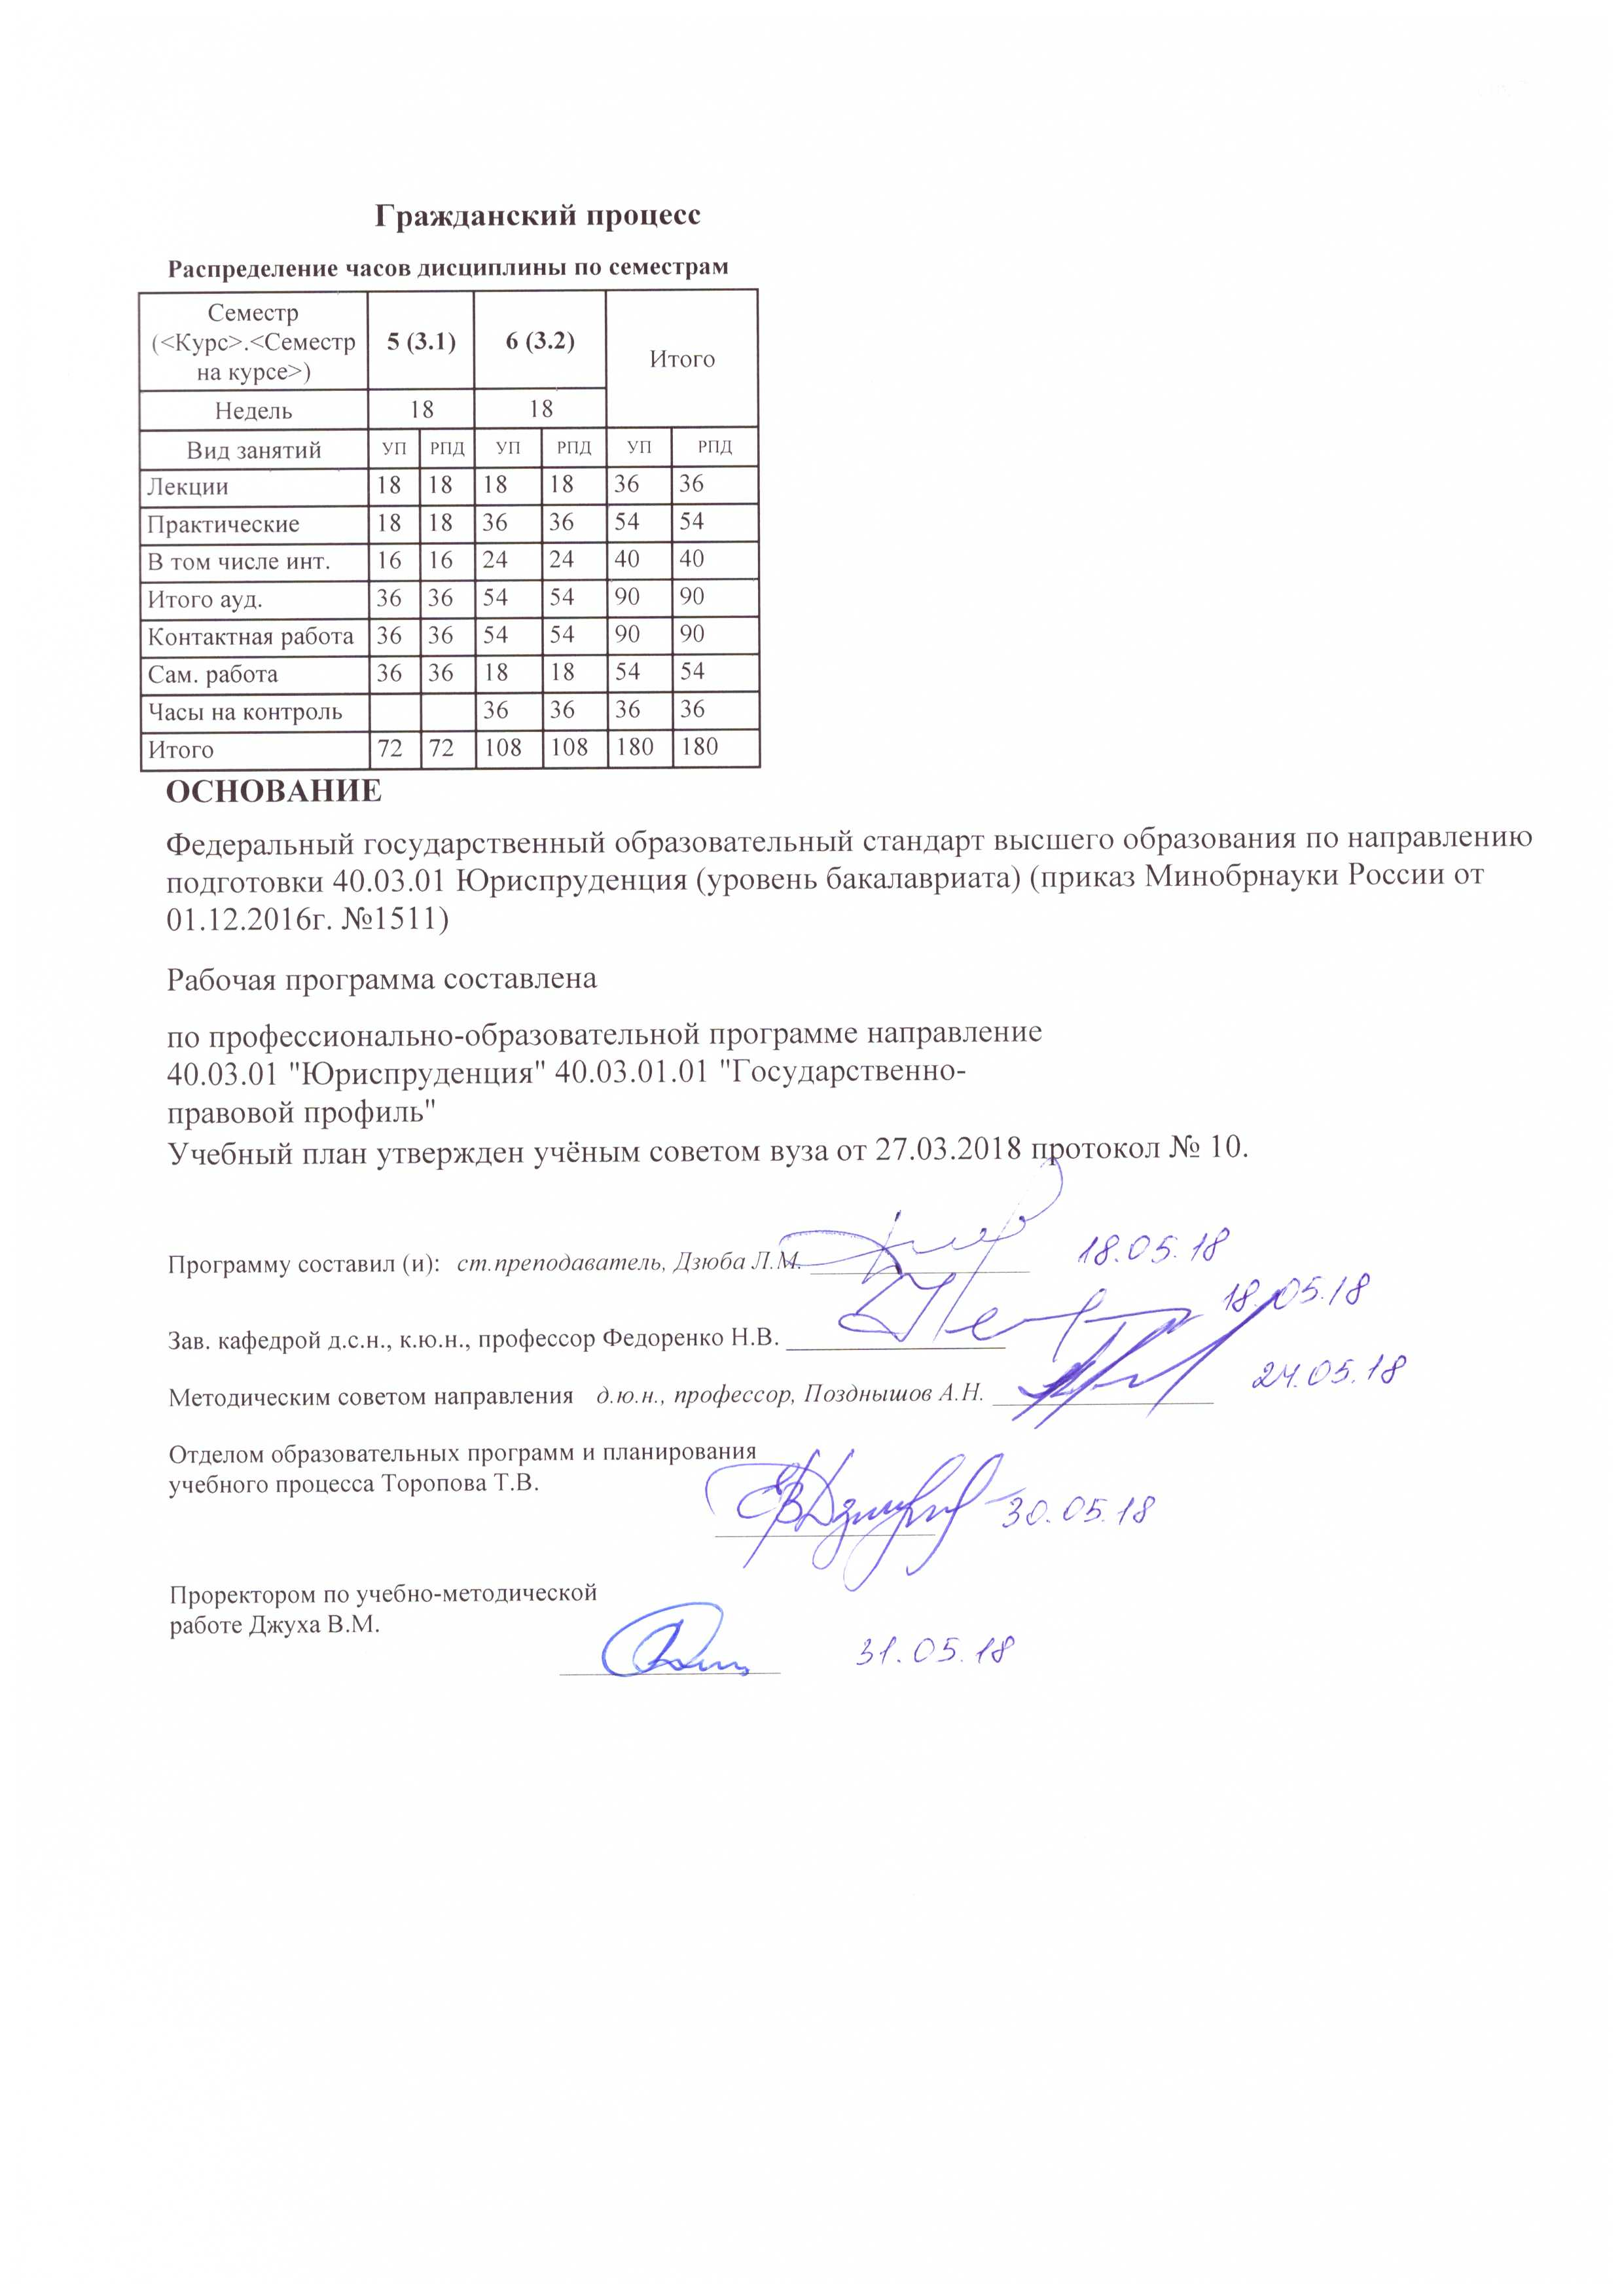 Гражданский процесс
Распределение часов дисциплины по семестрам
Семестр
(<Курс>.<Семестр
на курсе>)
5 (3.1)
6 (3.2)
Итого
Недель 18 18
Вид занятий УП РПД УП РПД УП РПД
Лекции 18 18 18 18 36 36
Практические 18 18 36 36 54 54
В том числе инт. 16 16 24 24 40 40
Итого ауд. 36 36 54 54 90 90
Контактная работа 36 36 54 54 90 90
Сам. работа 36 36 18 18 54 54
Часы на контроль 36 36 36 36
Итого 72 72 108 108 180 180
ОСНОВАНИЕ
Федеральный государственный образовательный стандарт высшего образования по направлению
подготовки 40.03.01 Юриспруденция (уровень бакалавриата) (приказ Минобрнауки России от
01.12.2016г. №1511)
Рабочая программа составлена
по профессионально-образовательной программе направление
40.03.01 "Юриспруденция" 40.03.01.01 "Государственно-
правовой профиль"
Учебный план утвержден учёным советом вуза от 27.03.2018 протокол № 10.
Программу составил (и): ст.преподаватель, Дзюба Л.М. 18.05.18
Зав. кафедрой д.с.н., к.ю.н., профессор Федоренко Н.В. 18.05.18
Методическим советом направления д.ю.н., профессор, Позднышов А.Н. 24.05.18
Отделом образовательных программ и планирования
учебного процесса Торопова Т.В.
30.05.18
Проректором по учебно-методической
работе Джуха В.М.
31.05.18